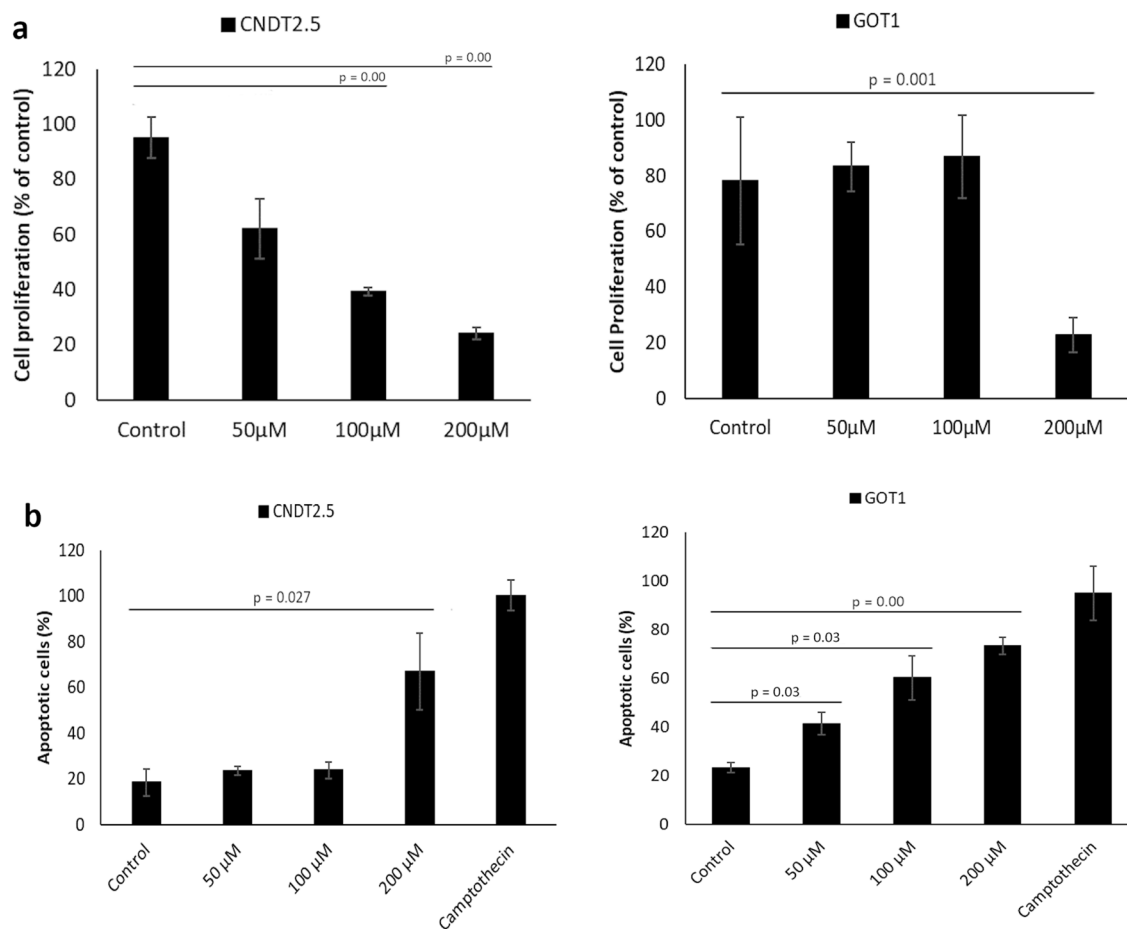 a
CNDT2.5
p = 0.00
p = 0.00
120
100
80
60
40
20
0
Cell proliferation (% of control)
Control 50µM 100µM 200µM
GOT1
p = 0.001
120
100
80
60
40
20
0
Cell Proliferation (% of control)
Control 50µM 100µM 200µM
b
CNDT2.5
p = 0.027
120
100
80
60
40
20
0
Apoptotic cells (%)
Control 50 µM 100 µM 200 µM Camptothecin
GOT1
p = 0.00
p = 0.03
p = 0.03
120
100
80
60
40
20
0
Apoptotic cells (%)
Control 50 µM 100 µM 200 µM Camptothecin